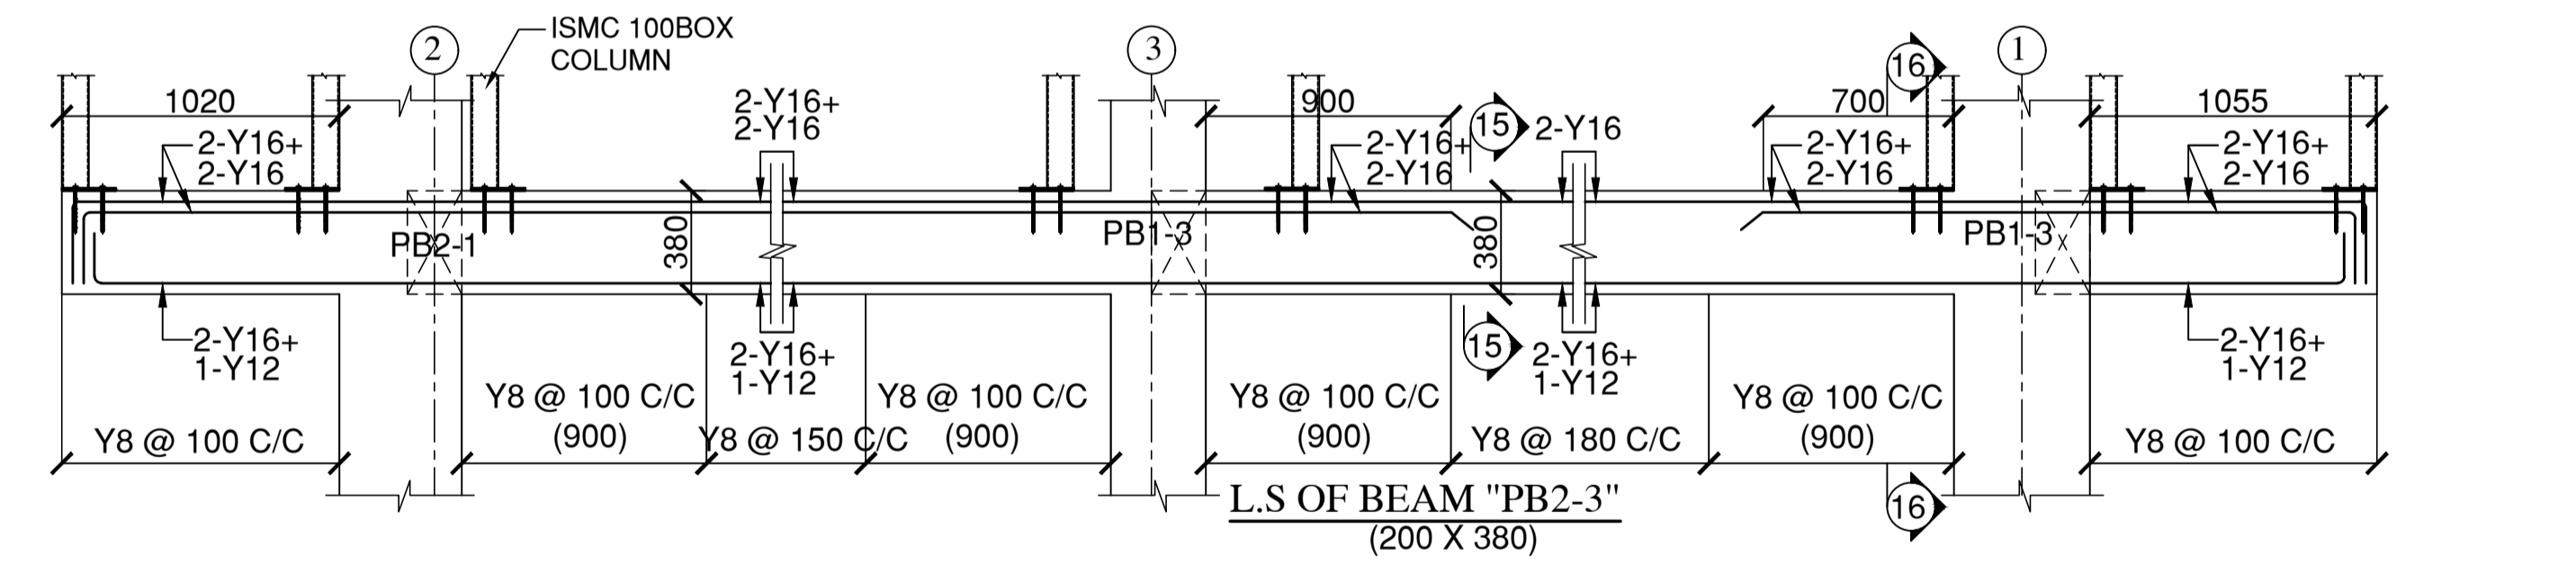 2
ISMC 100BOX
COLUMN
3
1
16
1020
2-Y16+
2-Y16
900
15
2-Y16
700
1055
2-Y16+
2-Y16
2-Y16+
2-Y16
2-Y16+
2-Y16
2-Y16+
2-Y16
PB2-1
380
PB1-3
380
PB1-3
2-Y16+
1-Y12
2-Y16+
1-Y12
15
2-Y16+
1-Y12
2-Y16+
1-Y12
Y8 @ 100 C/C
(900)
Y8 @ 100 C/C
(900)
Y8 @ 100 C/C
(900)
Y8 @ 100 C/C
(900)
Y8 @ 100 C/C
Y8 @ 150 C/C
Y8 @ 180 C/C
Y8 @ 100 C/C
L.S OF BEAM "PB2-3"
(200 X 380)
16